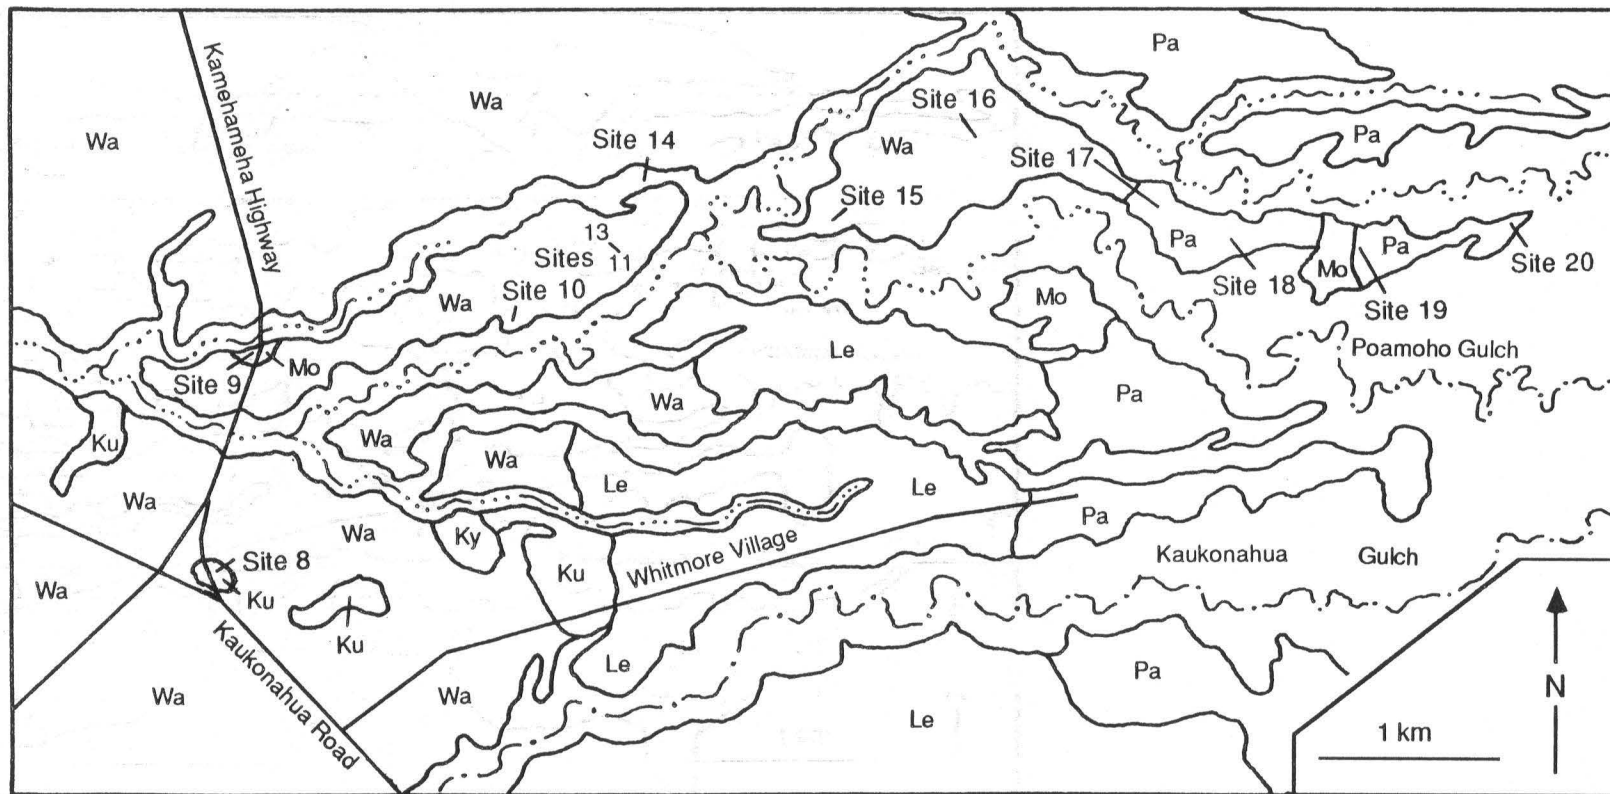 Pa
Wa
Site 16
Wa
Kamehameha Highway
Site 14
Wa
Pa
Site 17
Site 15
13
Sites 11
Pa
Pa
Site 20
Site 10
Wa
Mo
Mo
Site 18
Site 19
Le
Poamoho Gulch
Mo
Site 9
Wa
Pa
Ku
Wa
Wa
Le
Le
Wa
Pa
Wa
Ky
Whitmore Village
Kaukonahua Gulch
Site 8
Ku
Wa
Ku
Ku
Kaukonahua Road
Le
Pa
Wa
Wa
N
Le
1 km